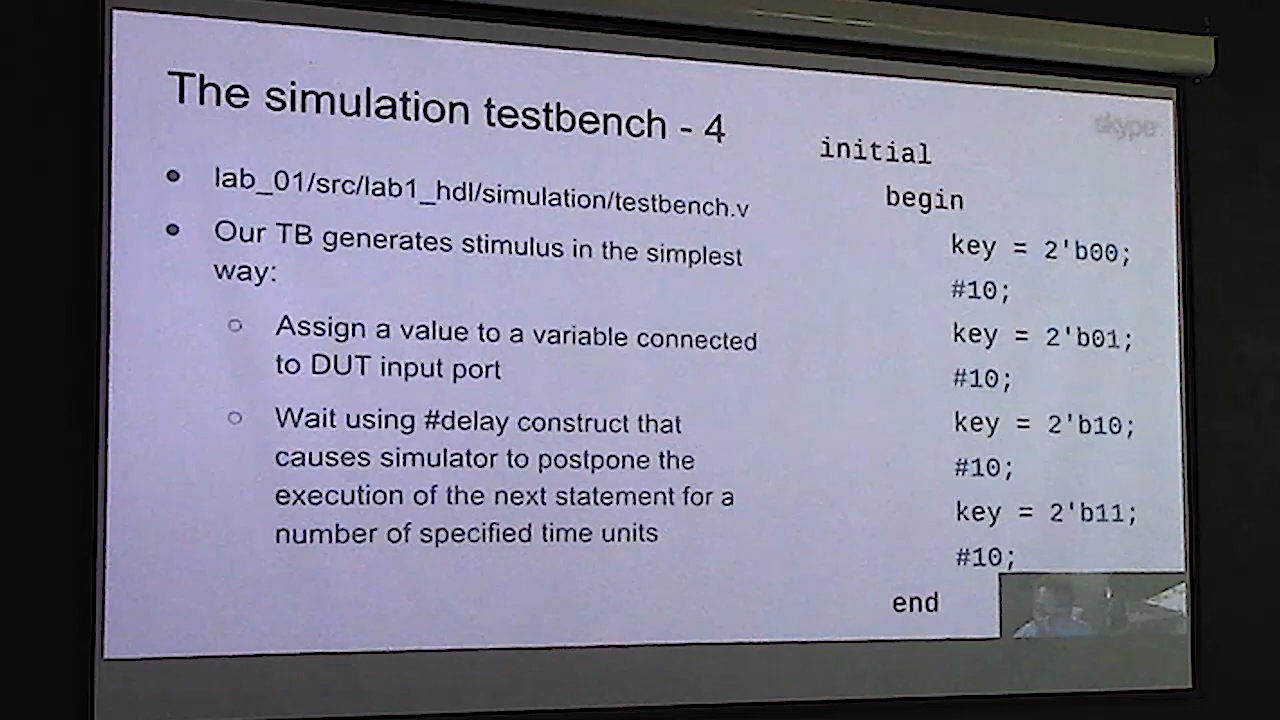 The simulation testbench - 4
skype
lab_01/src/lab1_hdl/simulation/testbench.v
Our TB generates stimulus in the simplest
way:
Assign a value to a variable connected
to DUT input port
Wait using #delay construct that
causes simulator to postpone the
execution of the next statement for a
number of specified time units
initial
begin
key = 2'b00;
#10;
key = 2'b01;
#10;
key = 2'b10;
#10;
key = 2'b11;
#10;
end